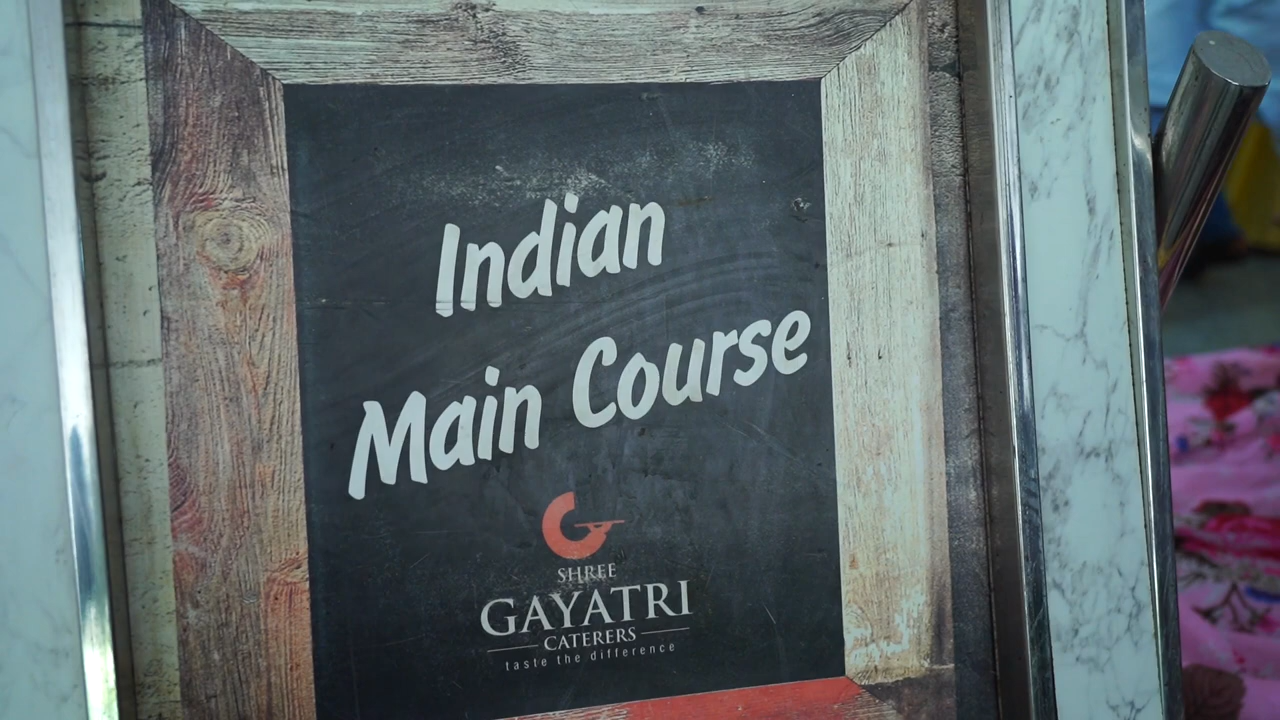 Indian
Main Course
SHREE
GAYATRI
CATERERS
taste the difference